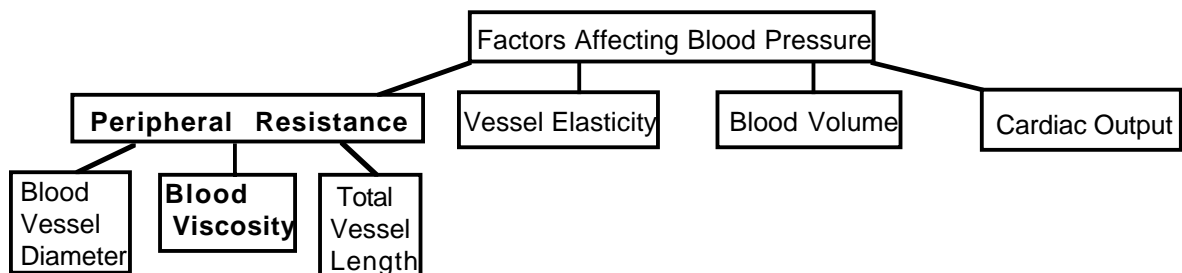 Factors Affecting Blood Pressure
Peripheral Resistance
Vessel Elasticity
Blood Volume
Cardiac Output
Blood
Vessel
Diameter
Blood
Viscosity
Total
Vessel
Length